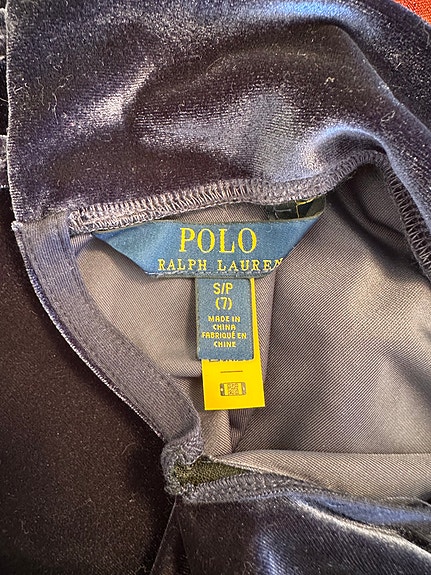 POLO
RALPH LAUREN
S/P
(7)
MADE IN
CHINA
FABRIQUÉ EN
CHINE